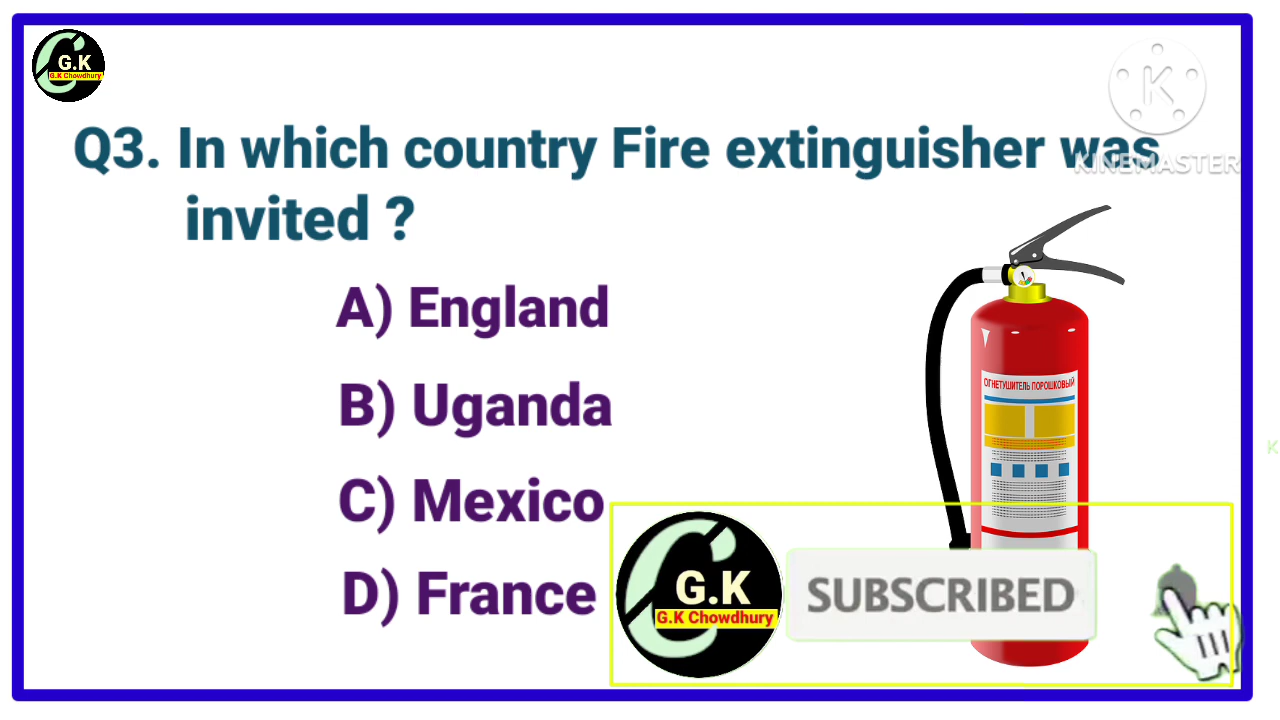 G.K
G.K Chowdhury
K
KINEMASTER
Q3. In which country Fire extinguisher was
invited ?
A) England
B) Uganda
C) Mexico
D) France
ОГНЕТУШИТЕЛЬ ПОРОШКОВЫЙ
G.K
G.K Chowdhury
SUBSCRIBED
K